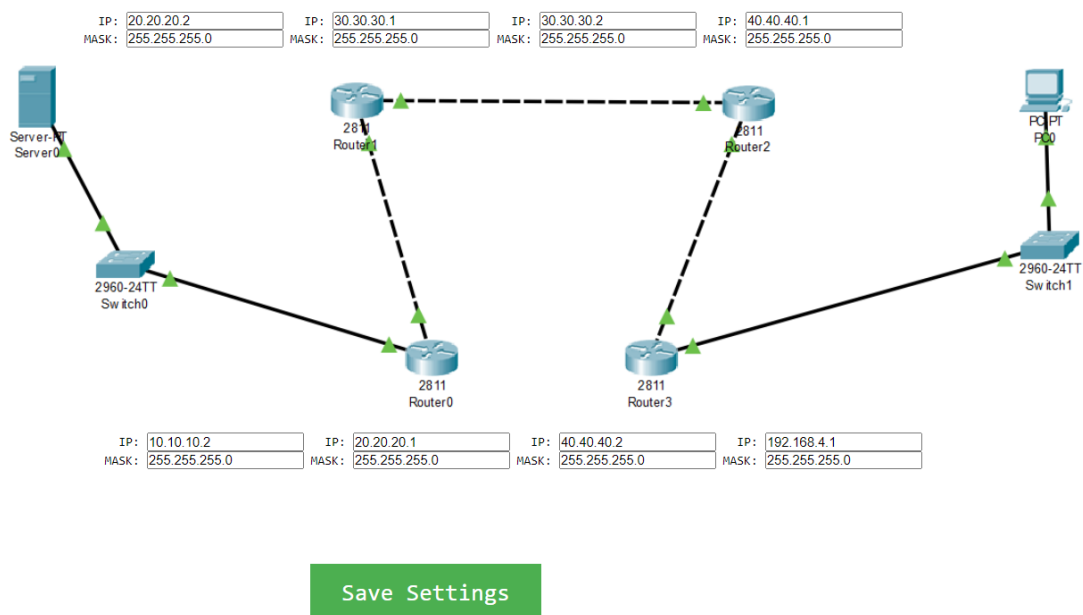 IP: 20.20.20.2 IP: 30.30.30.1 IP: 30.30.30.2 IP: 40.40.40.1
MASK: 255.255.255.0 MASK: 255.255.255.0 MASK: 255.255.255.0 MASK: 255.255.255.0
Server-PT
Server0
2811
Router1
2811
Router2
PC-PT
PC0
2960-24TT
Switch0
2960-24TT
Switch1
2811
Router0
2811
Router3
IP: 10.10.10.2 IP: 20.20.20.1 IP: 40.40.40.2 IP: 192.168.4.1
MASK: 255.255.255.0 MASK: 255.255.255.0 MASK: 255.255.255.0 MASK: 255.255.255.0
Save Settings